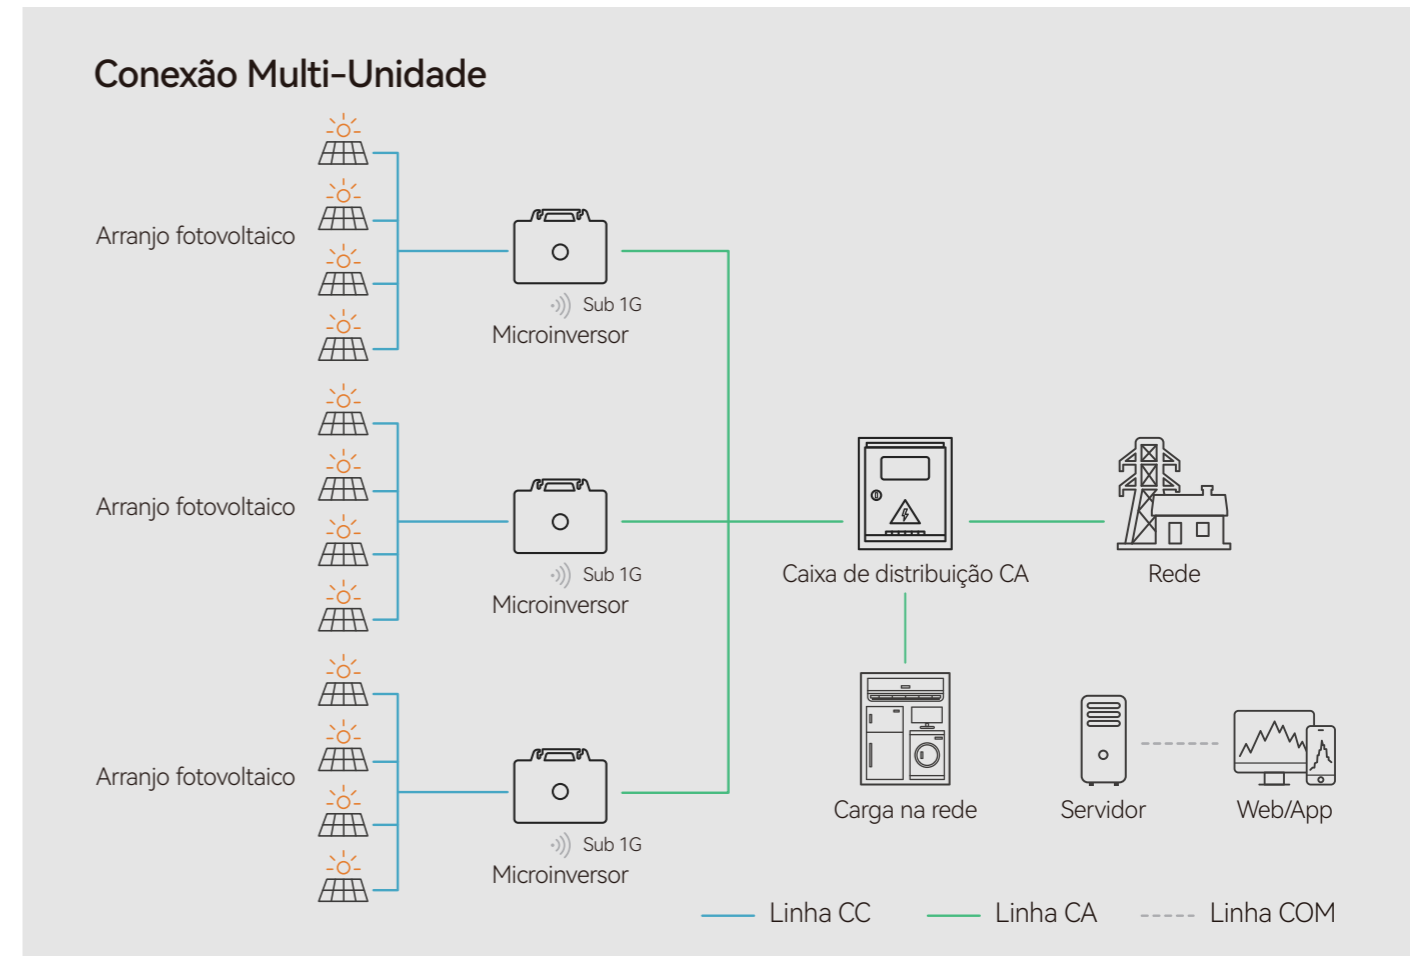 Conexão Multi-Unidade
Arranjo fotovoltaico
Sub 1G
Microinversor
Arranjo fotovoltaico
Sub 1G
Microinversor
Caixa de distribuição CA
Rede
Arranjo fotovoltaico
Sub 1G
Microinversor
Carga na rede
Servidor
Web/App
Linha CC
Linha CA
Linha COM